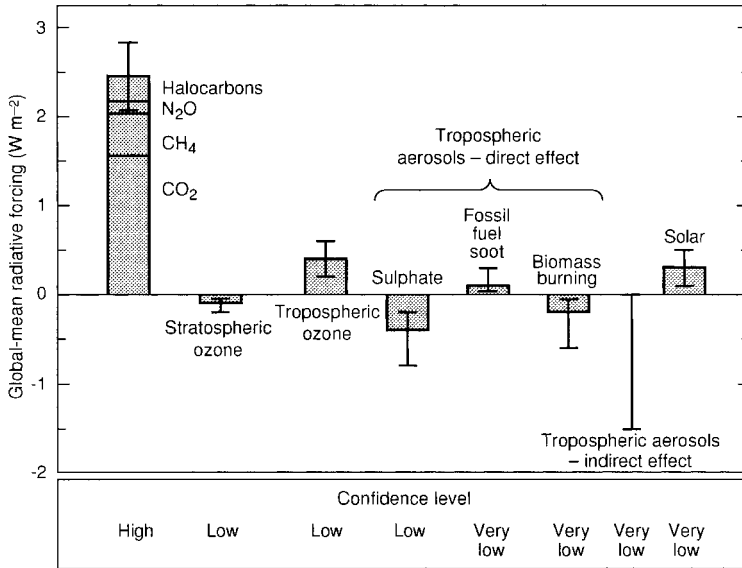 3
2
1
0
-1
-2
Global-mean radiative forcing (W m⁻²)
Halocarbons
N₂O
CH₄
CO₂
Stratospheric
ozone
Tropospheric
ozone
Tropospheric
aerosols – direct effect
Sulphate
Fossil
fuel
soot
Biomass
burning
Tropospheric aerosols
– indirect effect
Solar
Confidence level
High
Low
Low
Low
Very
low
Very
low
Very
low
Very
low